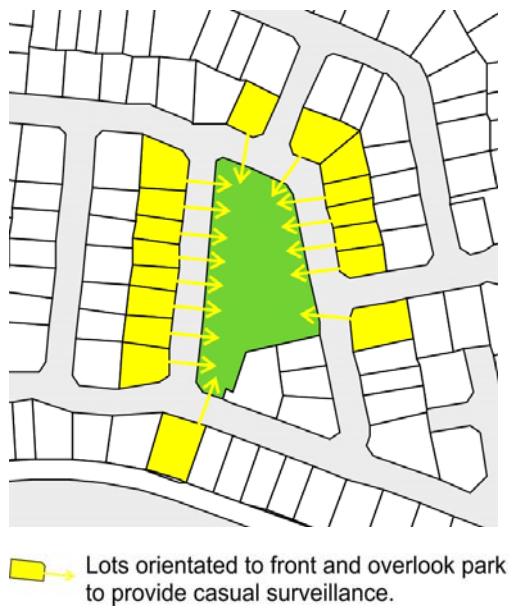 Lots orientated to front and overlook park
to provide casual surveillance.